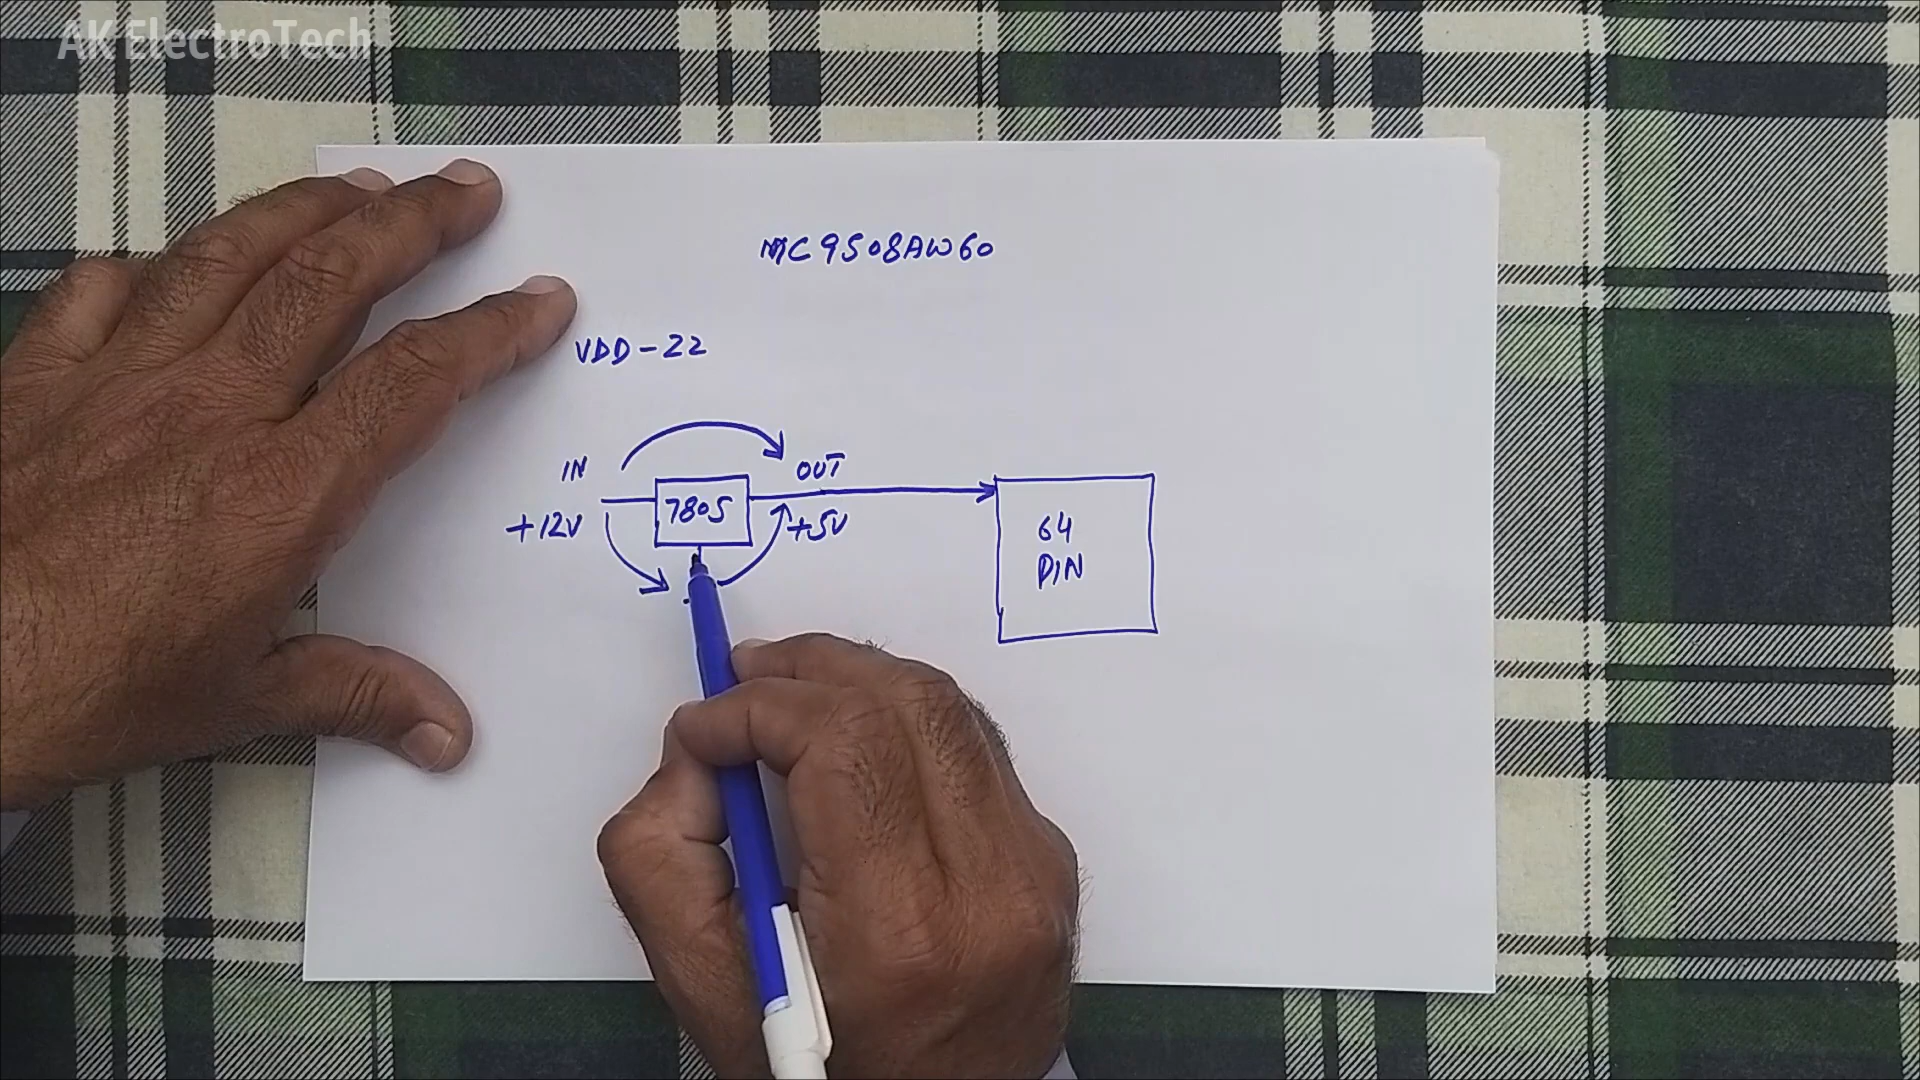 AK ElectroTech
MC9S08AW60
VDD-22
IN
OUT
7805
+12V
+5V
64
PIN